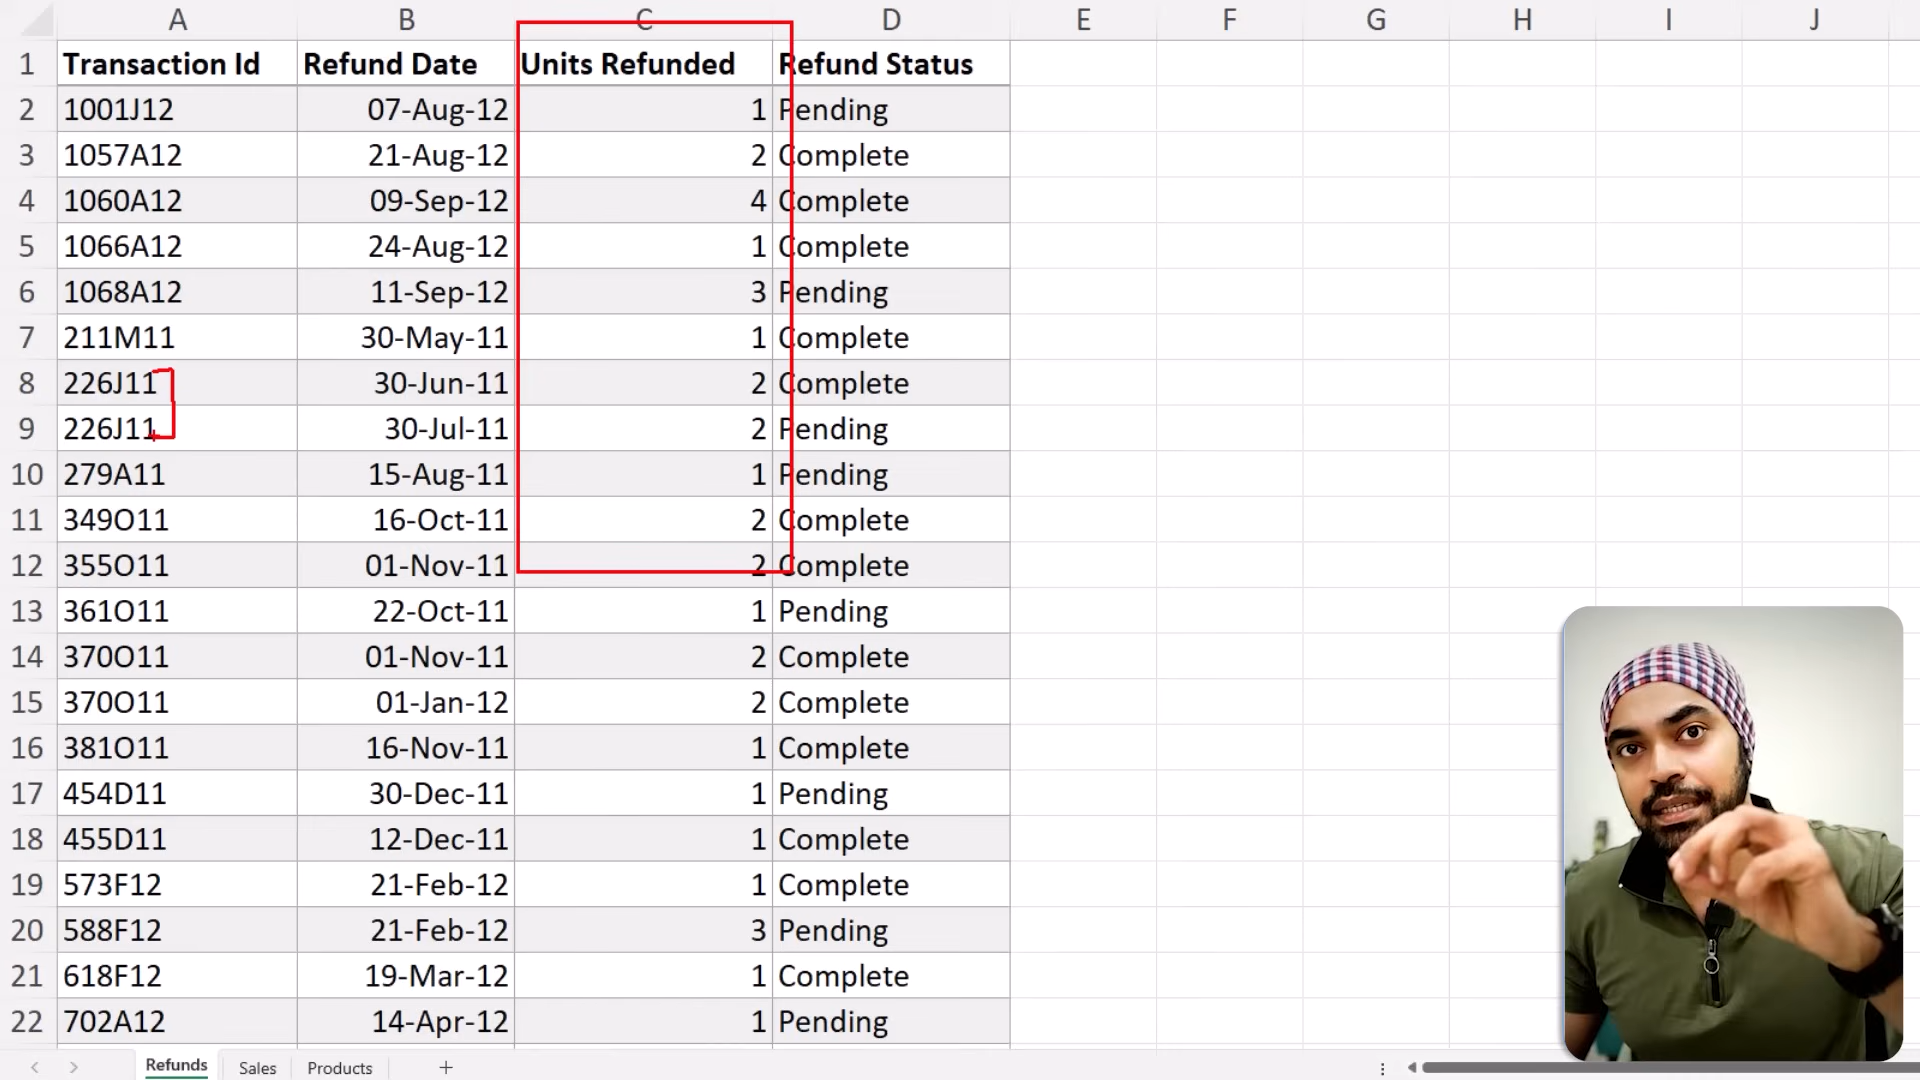 A B C D E F G H I J
1 Transaction Id Refund Date Units Refunded Refund Status
2 1001J12 07-Aug-12 1 Pending
3 1057A12 21-Aug-12 2 Complete
4 1060A12 09-Sep-12 4 Complete
5 1066A12 24-Aug-12 1 Complete
6 1068A12 11-Sep-12 3 Pending
7 211M11 30-May-11 1 Complete
8 226J11 30-Jun-11 2 Complete
9 226J11 30-Jul-11 2 Pending
10 279A11 15-Aug-11 1 Pending
11 349O11 16-Oct-11 2 Complete
12 355O11 01-Nov-11 2 Complete
13 361O11 22-Oct-11 1 Pending
14 370O11 01-Nov-11 2 Complete
15 370O11 01-Jan-12 2 Complete
16 381O11 16-Nov-11 1 Complete
17 454D11 30-Dec-11 1 Pending
18 455D11 12-Dec-11 1 Complete
19 573F12 21-Feb-12 1 Complete
20 588F12 21-Feb-12 3 Pending
21 618F12 19-Mar-12 1 Complete
22 702A12 14-Apr-12 1 Pending
Refunds Sales Products +